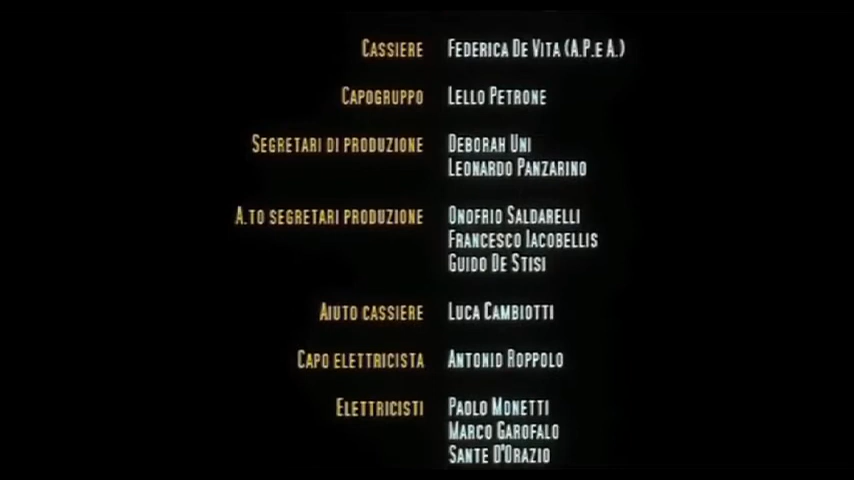 CASSIERE FEDERICA DE VITA (A.P.E A.)
CAPOGRUPPO LELLO PETRONE
SEGRETARI DI PRODUZIONE DEBORAH UNI
LEONARDO PANZARINO
A.TO SEGRETARI PRODUZIONE ONOFRIO SALDARELLI
FRANCESCO IACOBELLIS
GUIDO DE STISI
AIUTO CASSIERE LUCA CAMBIOTTI
CAPO ELETTRICISTA ANTONIO ROPPOLO
ELETTRICISTI PAOLO MONETTI
MARCO GAROFALO
SANTE D'ORAZIO